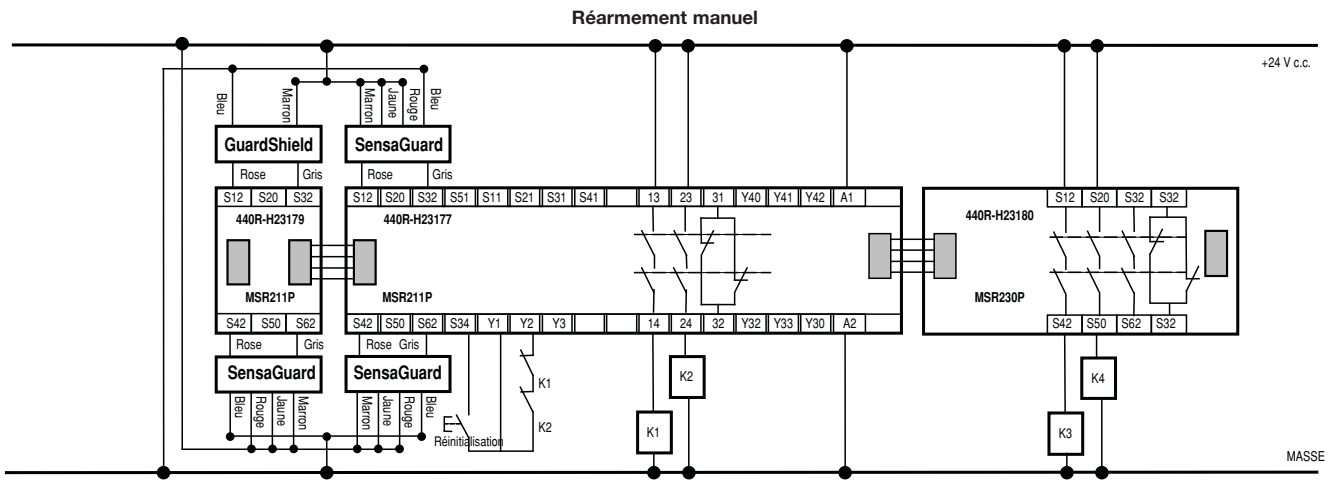 Réarmement manuel
+24 V c.c.
Bleu
Marron
Marron
Jaune
Rouge
Bleu
GuardShield
SensaGuard
Rose
Gris
Rose
Gris
S12 S20 S32
S12 S20 S32 S51 S11 S21 S31 S41 13 23 31 Y40 Y41 Y42 A1
S12 S20 S32 S32
440R-H23179
440R-H23177
440R-H23180
MSR211P
MSR211P
MSR230P
S42 S50 S62
S42 S50 S62 S34 Y1 Y2 Y3 14 24 32 Y32 Y33 Y30 A2
S42 S50 S62 S32
Rose
Gris
Rose
Gris
SensaGuard
SensaGuard
K1
K2
K4
Bleu
Rouge
Jaune
Marron
Marron
Jaune
Rouge
Bleu
Réinitialisation
K2
K1
K3
MASSE